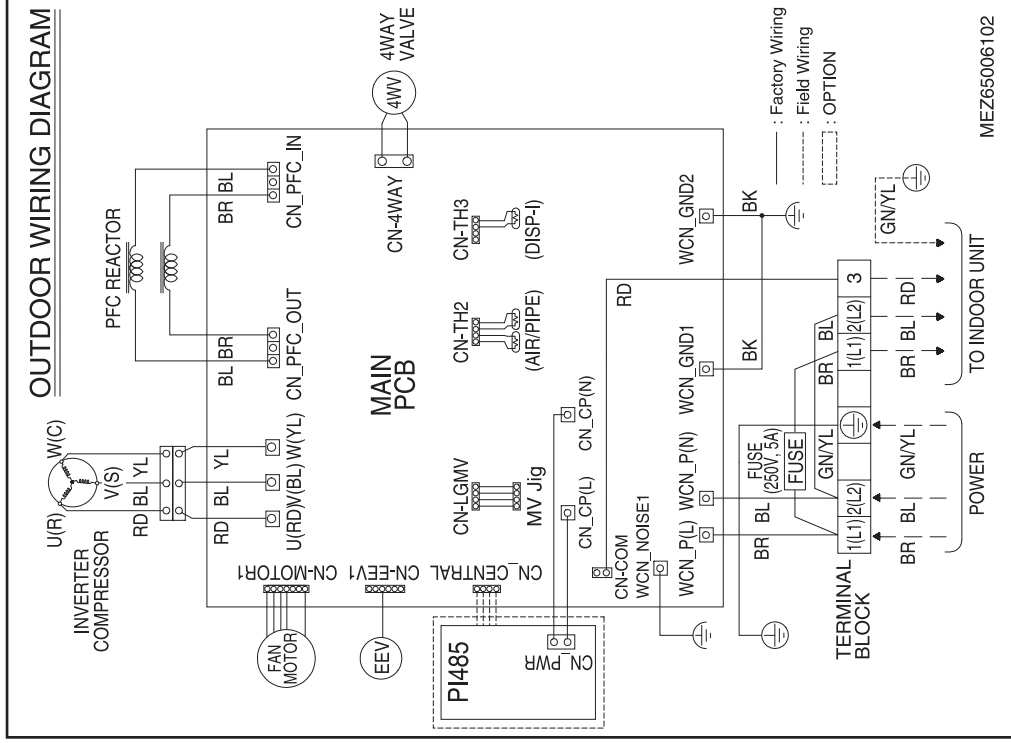 OUTDOOR WIRING DIAGRAM
INVERTER
COMPRESSOR
U(R)
W(C)
V(S)
RD
BL
YL
RD
BL
YL
U(RD)
V(BL)
W(YL)
PFC REACTOR
BL
BR
BR
BL
CN_PFC_OUT
CN_PFC_IN
FAN
MOTOR
CN-MOTOR1
EEV
CN-EEV1
CN_CENTRAL
PI485
CN_PWR
MAIN
PCB
CN-LGMV
MV Jig
CN-TH2
(AIR/PIPE)
CN-TH3
(DISP-I)
CN-4WAY
4WV
4WAY
VALVE
CN_CP(L)
CN_CP(N)
CN-COM
WCN_NOISE1
WCN_P(L)
WCN_P(N)
WCN_GND1
WCN_GND2
RD
BR
BL
BK
BK
FUSE
(250V, 5A)
FUSE
GN/YL
BR
BL
TERMINAL
BLOCK
1(L1)
2(L2)
1(L1)
2(L2)
3
BR
BL
GN/YL
BR
BL
RD
GN/YL
POWER
TO INDOOR UNIT
: Factory Wiring
: Field Wiring
: OPTION
MEZ65006102